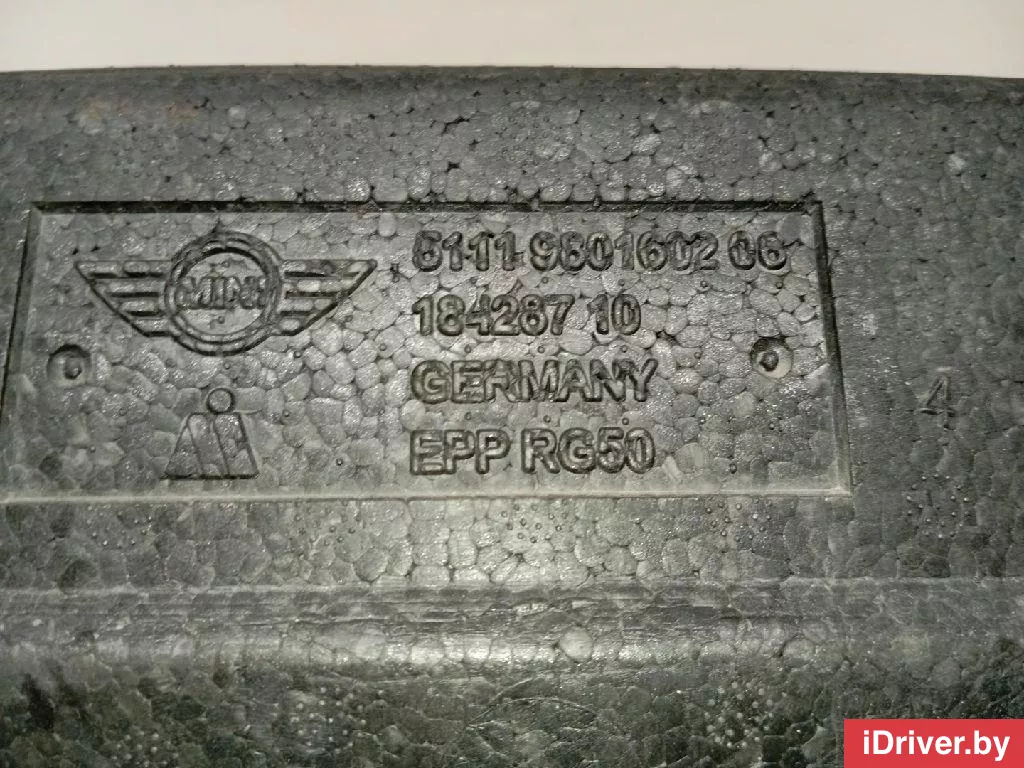 MINI
5111 9801602 06
184287 10
GERMANY
EPP RG50
4
iDriver.by